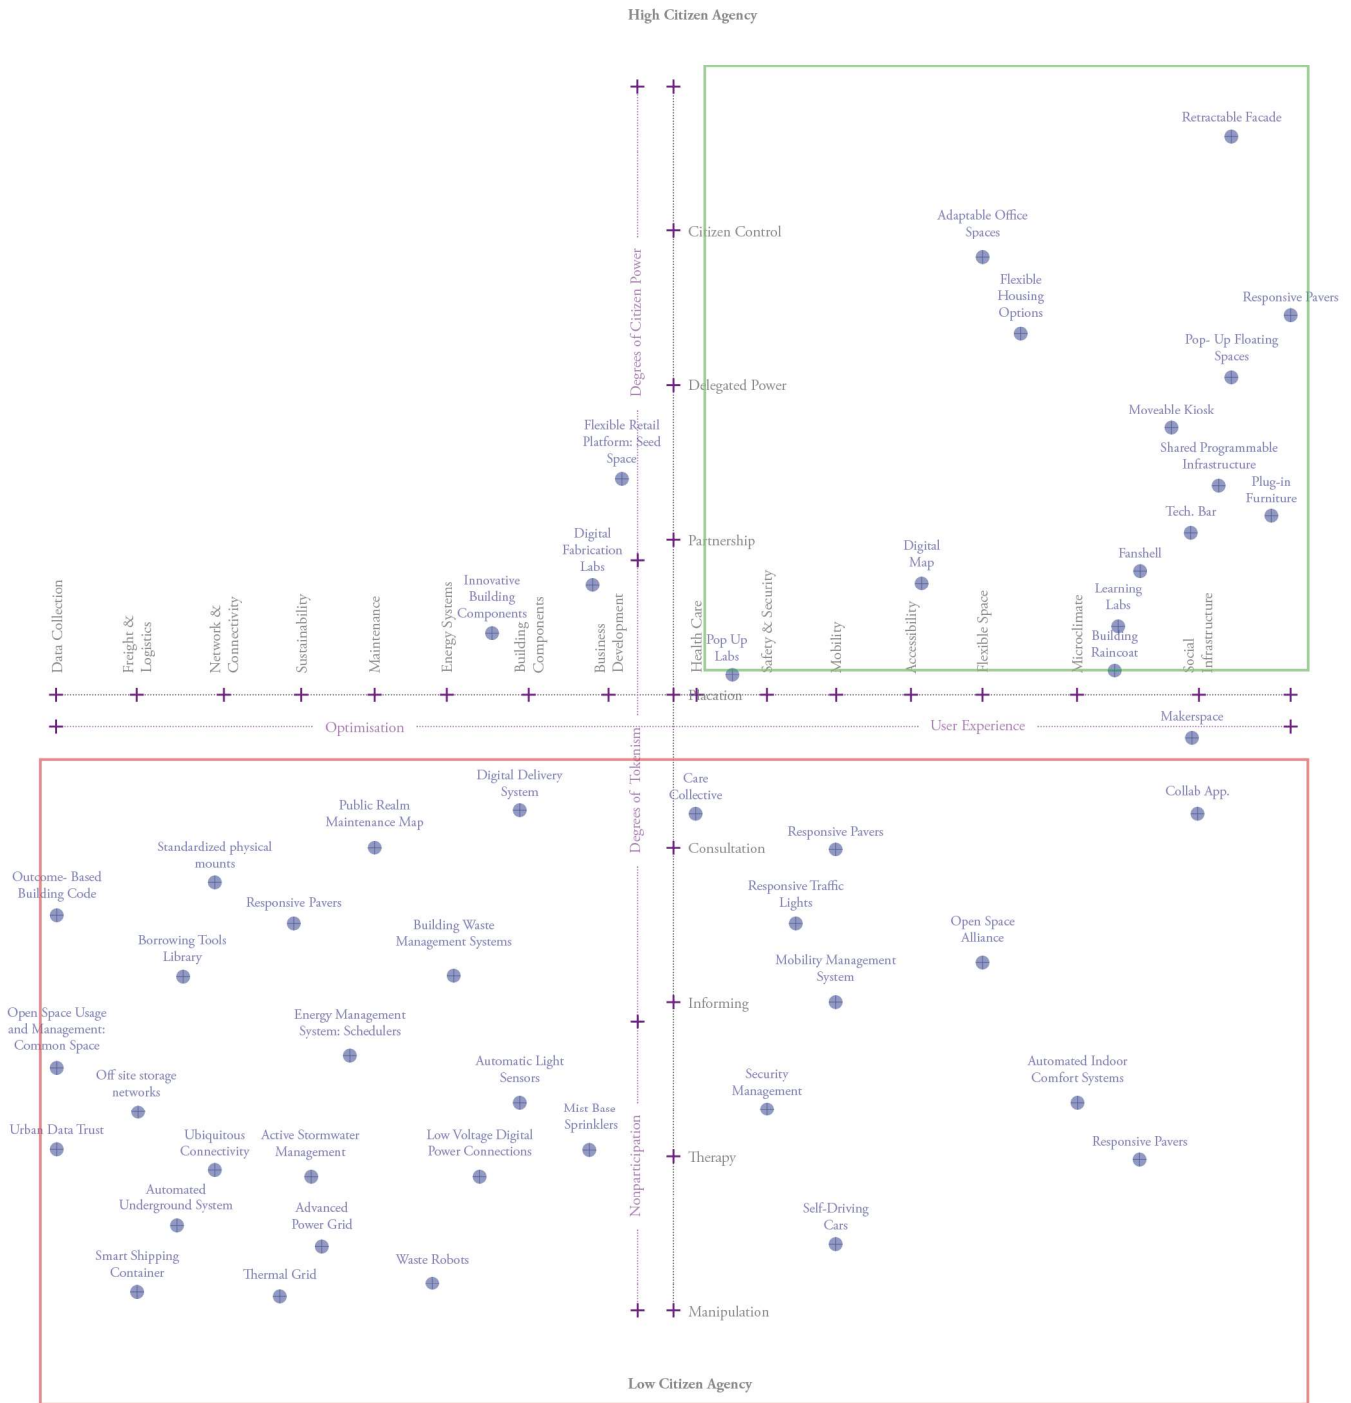 High Citizen Agency
Retractable Facade
Adaptable Office
Spaces
Citizen Control
Degrees of Citizen Power
Flexible
Housing
Options
Responsive Pavers
Pop- Up Floating
Spaces
Delegated Power
Moveable Kiosk
Flexible Retail
Platform: Seed
Space
Shared Programmable
Infrastructure
Plug-in
Furniture
Tech. Bar
Digital
Fabrication
Labs
Partnership
Digital
Map
Fanshell
Innovative
Building
Components
Learning
Labs
Pop Up
Labs
Building
Raincoat
Data Collection
Freight &
Logistics
Network &
Connectivity
Sustainability
Maintenance
Energy Systems
Building
Components
Business
Development
Health Care
Safety & Security
Mobility
Accessibility
Flexible Space
Microclimate
Social
Infrastructure
Placation
Optimisation
User Experience
Makerspace
Degrees of Tokenism
Digital Delivery
System
Care
Collective
Collab App.
Public Realm
Maintenance Map
Responsive Pavers
Standardized physical
mounts
Consultation
Outcome- Based
Building Code
Responsive Pavers
Responsive Traffic
Lights
Building Waste
Management Systems
Open Space
Alliance
Borrowing Tools
Library
Mobility Management
System
Informing
Open Space Usage
and Management:
Common Space
Energy Management
System: Schedulers
Automatic Light
Sensors
Automated Indoor
Comfort Systems
Off site storage
networks
Security
Management
Mist Base
Sprinklers
Urban Data Trust
Ubiquitous
Connectivity
Active Stormwater
Management
Low Voltage Digital
Power Connections
Nonparticipation
Therapy
Responsive Pavers
Automated
Underground System
Advanced
Power Grid
Self-Driving
Cars
Smart Shipping
Container
Thermal Grid
Waste Robots
Manipulation
Low Citizen Agency